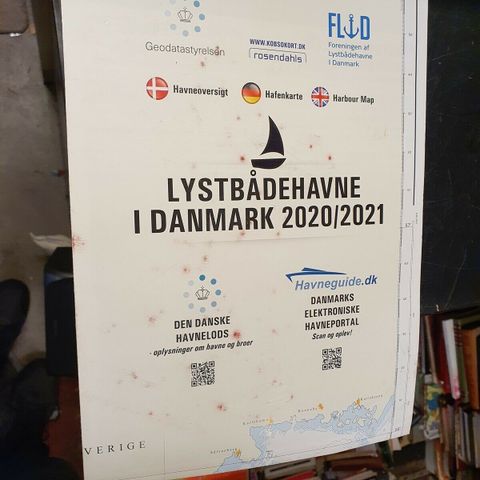 Geodatastyrelsen
WWW.KOBSOKORT.DK
rosendahls
FLID
Foreningen af
Lystbådehavne
I Danmark
Havneoversigt
Hafenkarte
Harbour Map
LYSTBÅDEHAVNE
I DANMARK 2020/2021
DEN DANSKE
HAVNELODS
- oplysninger om havne og broer
Havneguide.dk
DANMARKS
ELEKTRONISKE
HAVNEPORTAL
Scan og oplev!
VERIGE